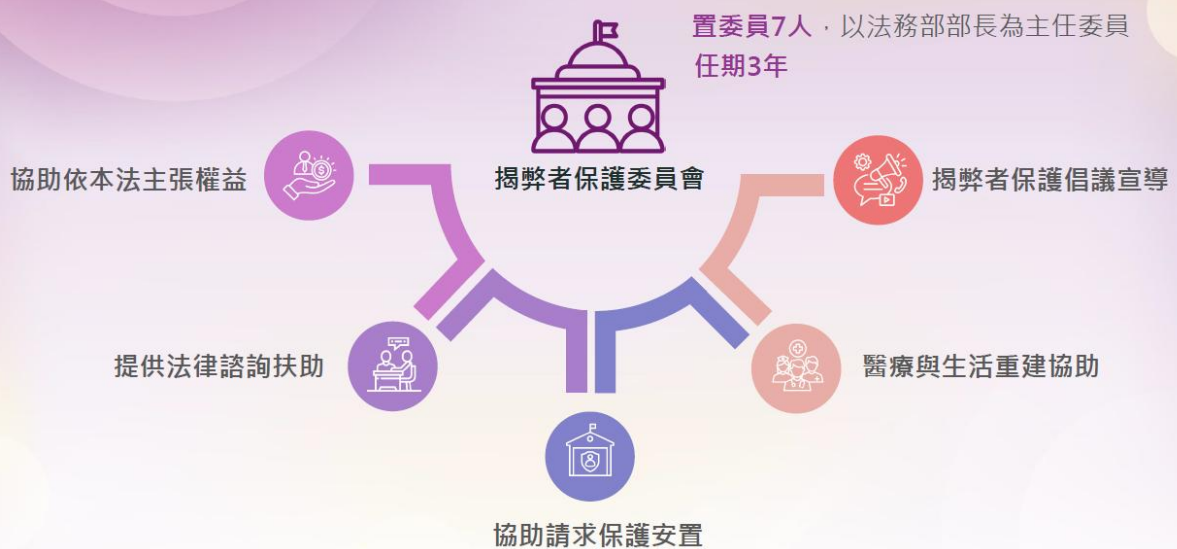 置委員7人，以法務部部長為主任委員
任期3年
揭弊者保護委員會
協助依本法主張權益
揭弊者保護倡議宣導
提供法律諮詢扶助
醫療與生活重建協助
協助請求保護安置